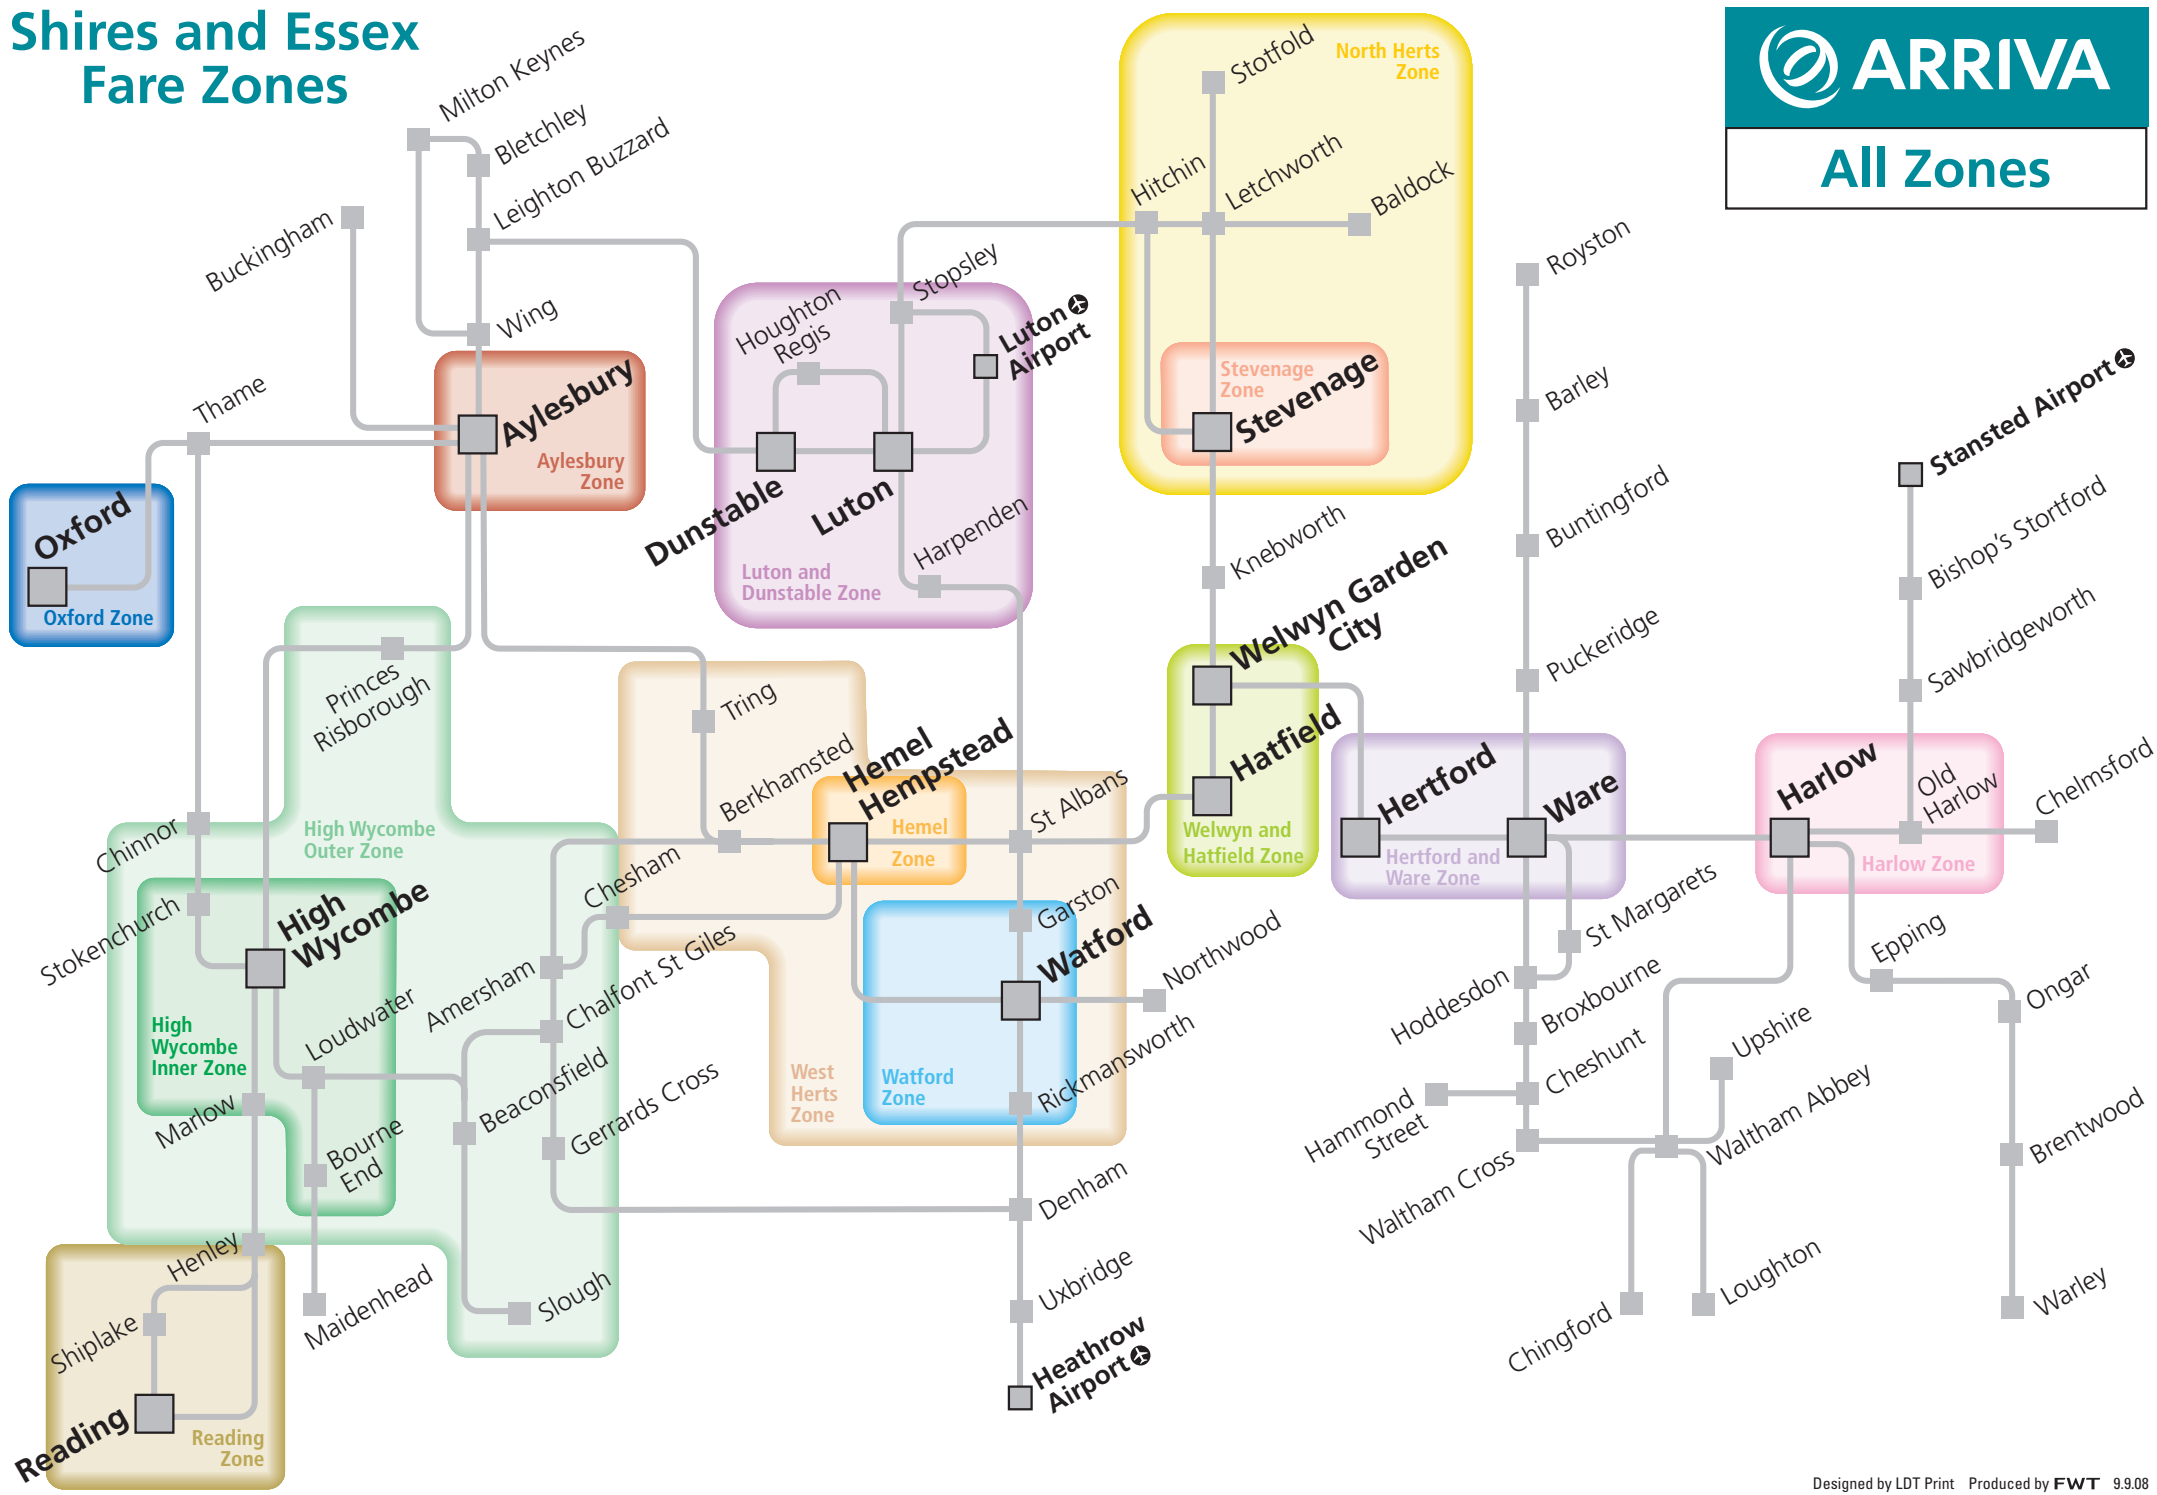 Shires and Essex
Fare Zones
ARRIVA
All Zones
Milton Keynes
Bletchley
Leighton Buzzard
Buckingham
Wing
Thame
Aylesbury
Aylesbury
Zone
Oxford
Oxford Zone
North Herts
Zone
Stotfold
Hitchin
Letchworth
Baldock
Stevenage
Zone
Stevenage
Knebworth
Stopsley
Houghton
Regis
Luton
Airport
Dunstable
Luton
Harpenden
Luton and
Dunstable Zone
Royston
Barley
Buntingford
Puckeridge
Stansted Airport
Bishop's Stortford
Sawbridgeworth
Welwyn Garden
City
Hatfield
Welwyn and
Hatfield Zone
Hertford
Ware
Hertford and
Ware Zone
Harlow
Old
Harlow
Harlow Zone
Chelmsford
Princes
Risborough
Tring
Berkhamsted
Hemel
Hempstead
Hemel
Zone
St Albans
Chinnor
High Wycombe
Outer Zone
Stokenchurch
High
Wycombe
High
Wycombe
Inner Zone
Loudwater
Marlow
Bourne
End
Chesham
Amersham
Chalfont St Giles
Beaconsfield
Gerrards Cross
West
Herts
Zone
Garston
Watford
Watford
Zone
Northwood
Rickmansworth
Denham
Uxbridge
Heathrow
Airport
Henley
Shiplake
Reading
Reading
Zone
Maidenhead
Slough
St Margarets
Hoddesdon
Broxbourne
Cheshunt
Hammond
Street
Waltham Cross
Upshire
Waltham Abbey
Chingford
Loughton
Epping
Ongar
Brentwood
Warley
Designed by LDT Print Produced by FWT 9.9.08